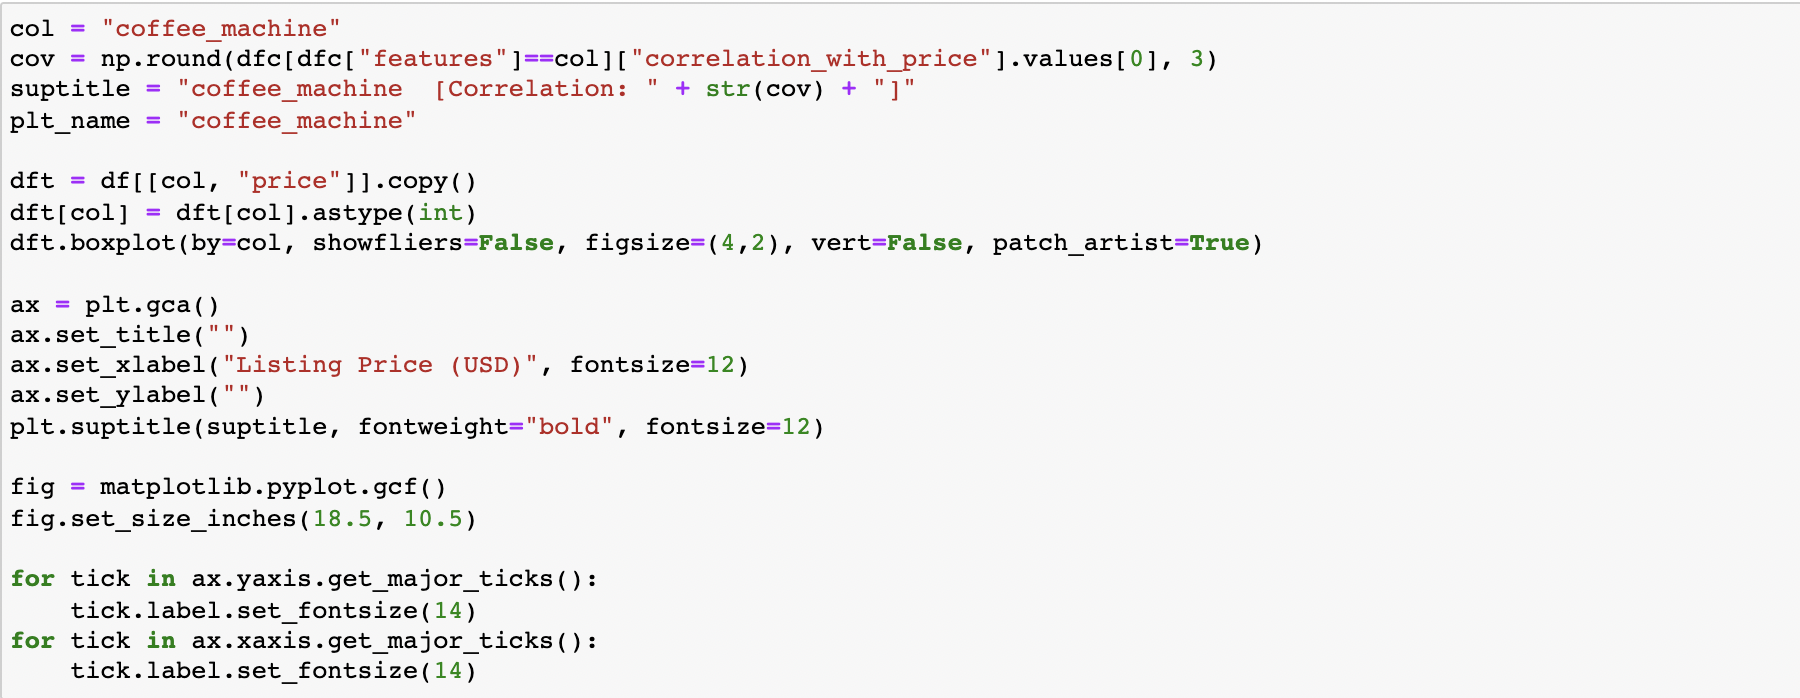 col = "coffee_machine"
cov = np.round(dfc[dfc["features"]==col]["correlation_with_price"].values[0], 3)
suptitle = "coffee_machine  [Correlation: " + str(cov) + "]"
plt_name = "coffee_machine"

dft = df[[col, "price"]].copy()
dft[col] = dft[col].astype(int)
dft.boxplot(by=col, showfliers=False, figsize=(4,2), vert=False, patch_artist=True)

ax = plt.gca()
ax.set_title("")
ax.set_xlabel("Listing Price (USD)", fontsize=12)
ax.set_ylabel("")
plt.suptitle(suptitle, fontweight="bold", fontsize=12)

fig = matplotlib.pyplot.gcf()
fig.set_size_inches(18.5, 10.5)

for tick in ax.yaxis.get_major_ticks():
    tick.label.set_fontsize(14)
for tick in ax.xaxis.get_major_ticks():
    tick.label.set_fontsize(14)